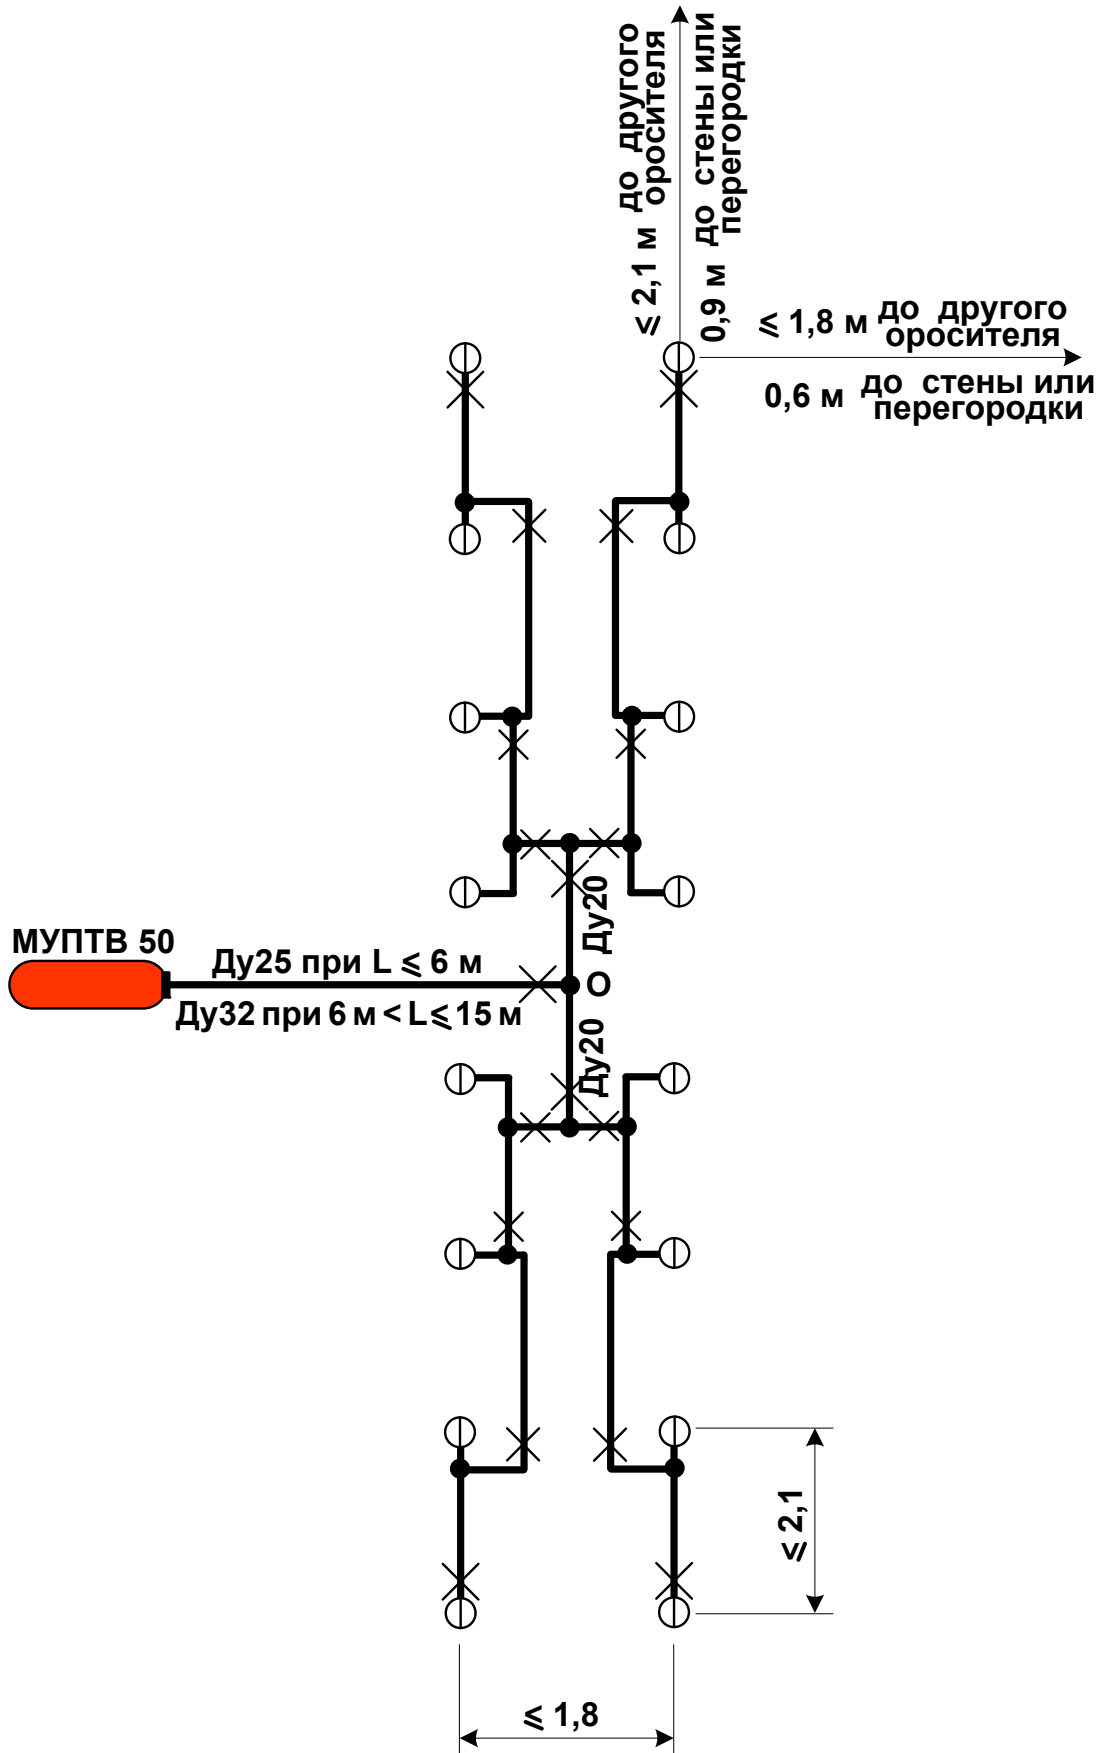 ≤ 2,1 м до другого
оросителя
0,9 м до стены или
перегородки
≤ 1,8 м до другого
оросителя
0,6 м до стены или
перегородки
МУПТВ 50
Ду25 при L ≤ 6 м
Ду32 при 6 м < L ≤ 15 м
Ду20
О
Ду20
≤ 2,1
≤ 1,8